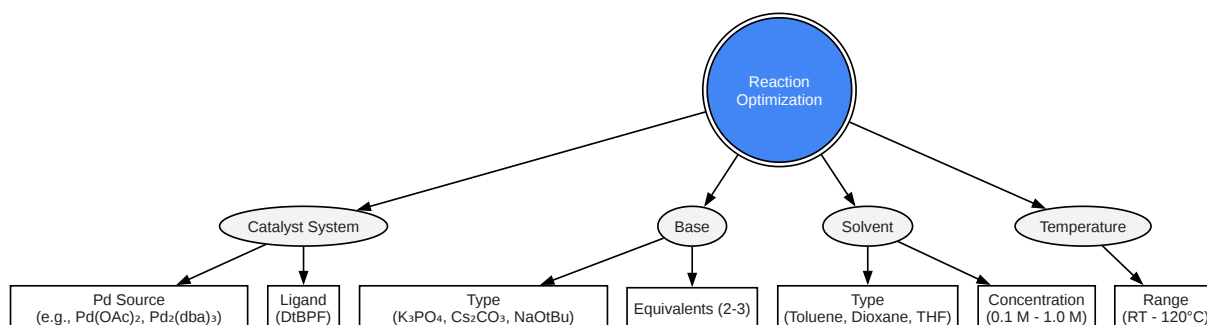 Reaction
Optimization
Catalyst System
Base
Solvent
Temperature
Pd Source
(e.g., Pd(OAc)₂, Pd₂(dba)₃)
Ligand
(DtBPF)
Type
(K₃PO₄, Cs₂CO₃, NaOtBu)
Equivalents (2-3)
Type
(Toluene, Dioxane, THF)
Concentration
(0.1 M - 1.0 M)
Range
(RT - 120°C)